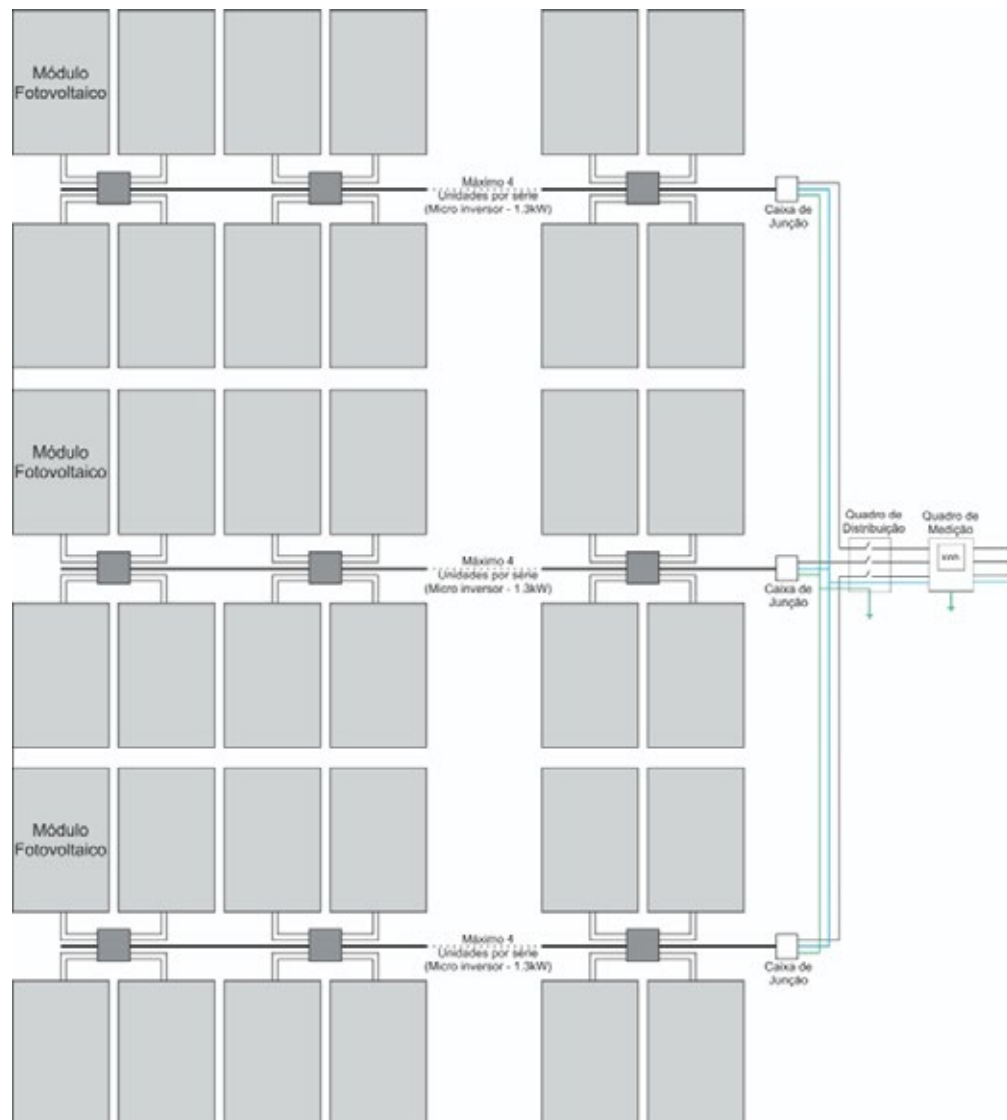 Módulo
Fotovoltaico
Máximo 4
Unidades por série
(Micro inversor - 1.3kW)
Caixa de
Junção
Módulo
Fotovoltaico
Quadro de
Distribuição
Quadro de
Medição
kWh
Máximo 4
Unidades por série
(Micro inversor - 1.3kW)
Caixa de
Junção
Módulo
Fotovoltaico
Máximo 4
Unidades por série
(Micro inversor - 1.3kW)
Caixa de
Junção